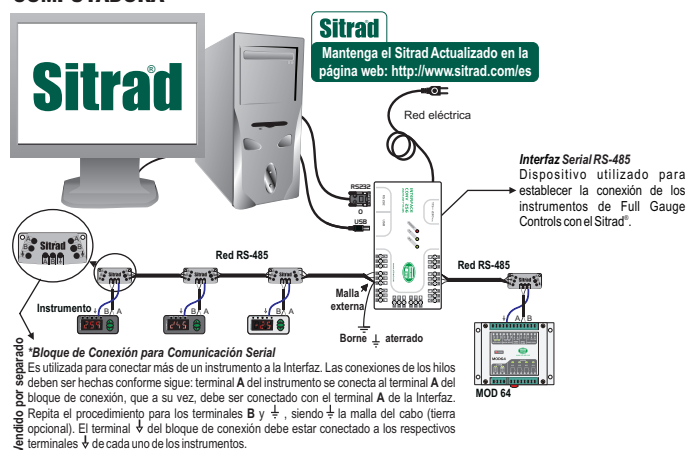 COMPUTADORA
Sitrad®
Sitrad
Mantenga el Sitrad Actualizado en la
página web: http://www.sitrad.com/es
Red eléctrica
Interfaz Serial RS-485
Dispositivo utilizado para
establecer la conexión de los
instrumentos de Full Gauge
Controls con el Sitrad®.
RS232
O
USB
Sitrad
A
B
A
B
Red RS-485
Sitrad
Sitrad
Sitrad
Red RS-485
Sitrad
Malla
externa
Instrumento
B A
B A
B A
A B
Borne ⏚ aterrado
MOD 64
Vendido por separado
*Bloque de Conexión para Comunicación Serial
Es utilizada para conectar más de un instrumento a la Interfaz. Las conexiones de los hilos
deben ser hechas conforme sigue: terminal A del instrumento se conecta al terminal A del
bloque de conexión, que a su vez, debe ser conectado con el terminal A de la Interfaz.
Repita el procedimiento para los terminales B y ⏚ , siendo ⏚ la malla del cabo (tierra
opcional). El terminal ↓ del bloque de conexión debe estar conectado a los respectivos
terminales ↓ de cada uno de los instrumentos.